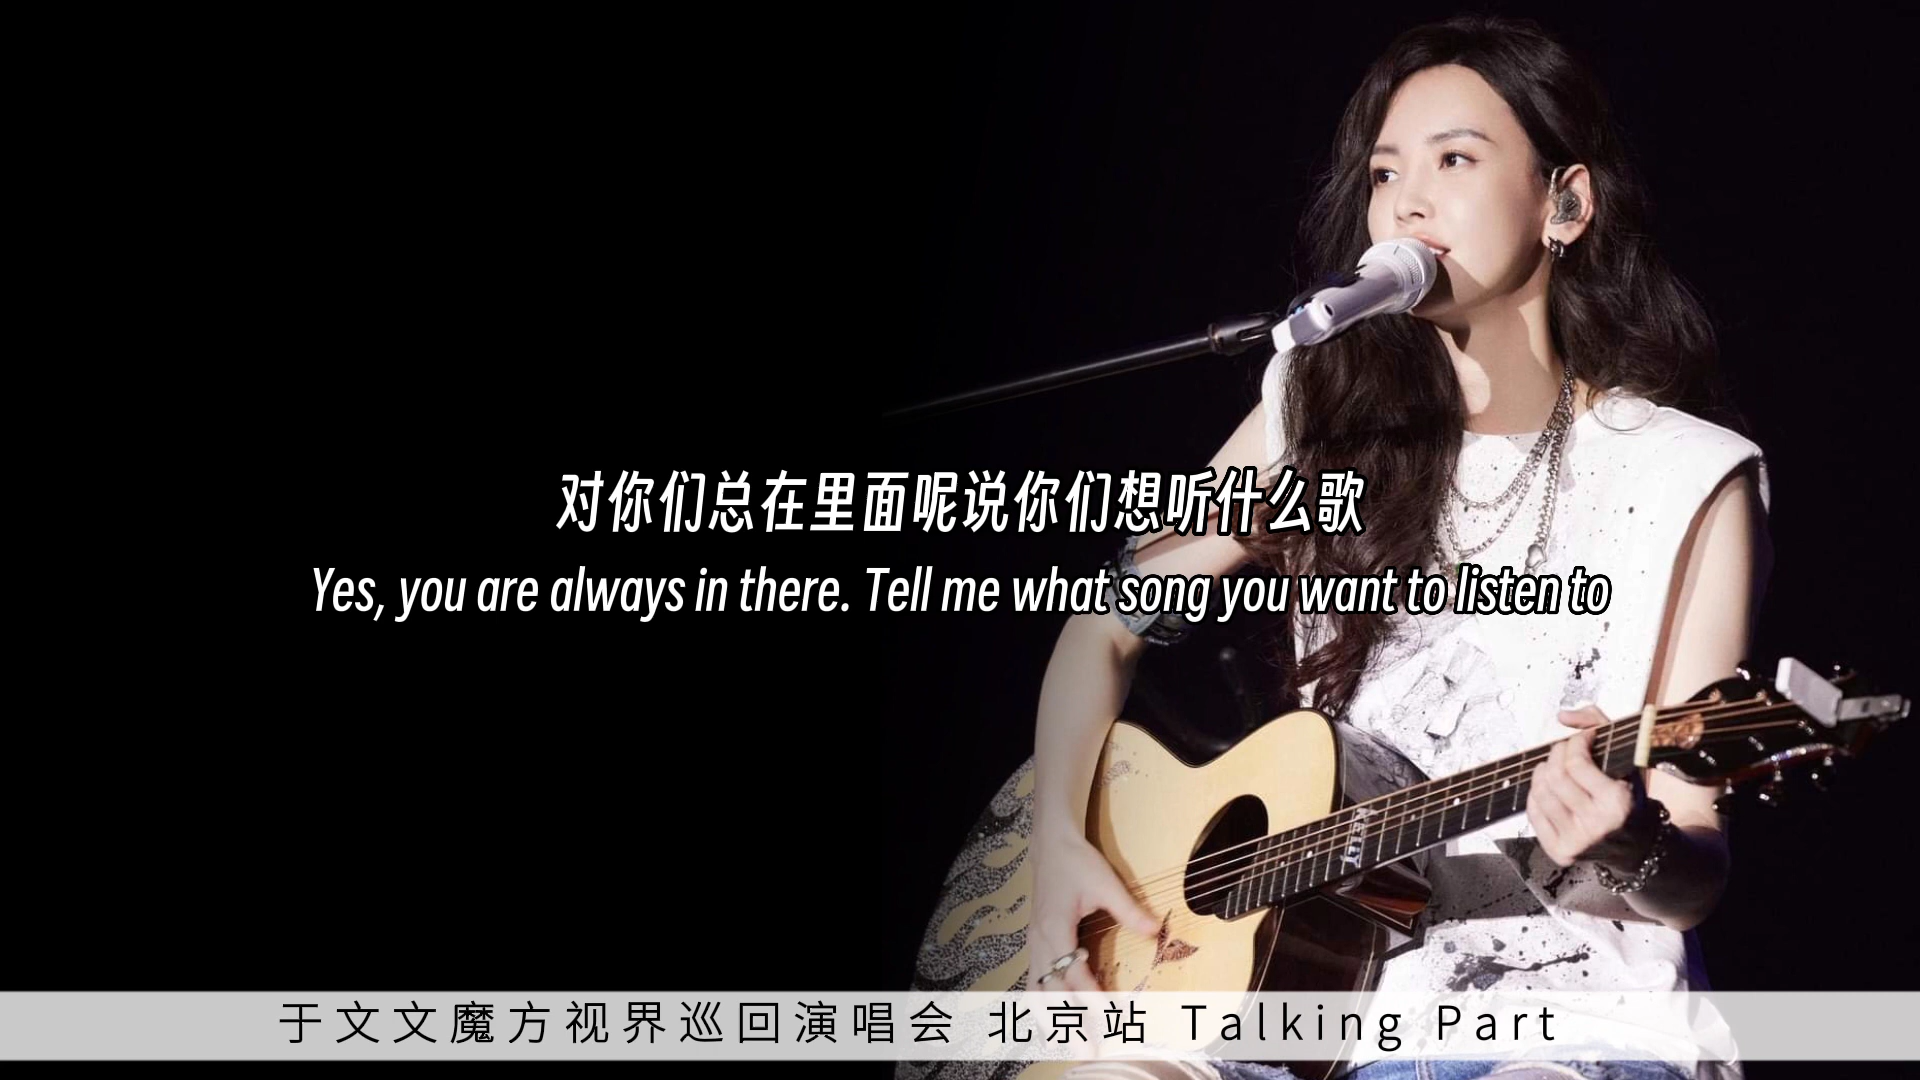 对你们总在里面呢说你们想听什么歌
Yes, you are always in there. Tell me what song you want to listen to
KELLY
于文文魔方视界巡回演唱会 北京站 Talking Part